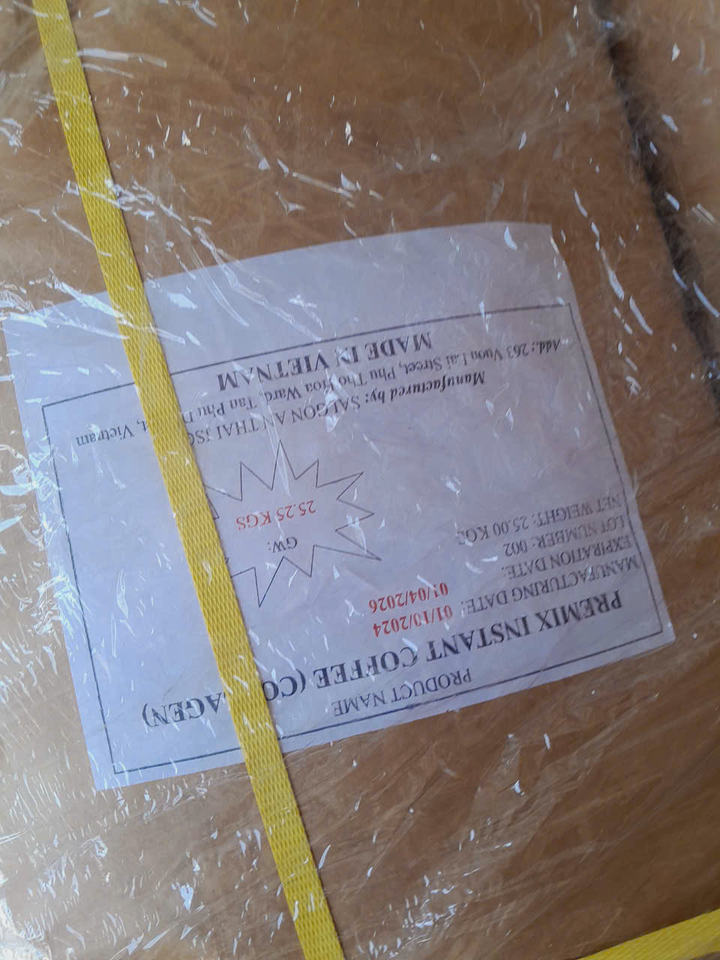 PRODUCT NAME
PREMIX INSTANT COFFEE (CO AGEN)
MANUFACTURING DATE: 01/10/2024
EXPIRATION DATE: 01/04/2026
LOT NUMBER: 002
NET WEIGHT: 25.00 KGS
GW:
25.25 KGS
Manufactured by: SAIGON AN THAI JSC
Add.: 263 Vuon Lai Street, Phu Tho Hoa Ward, Tan Phu D t, Vietnam
MADE IN VIETNAM